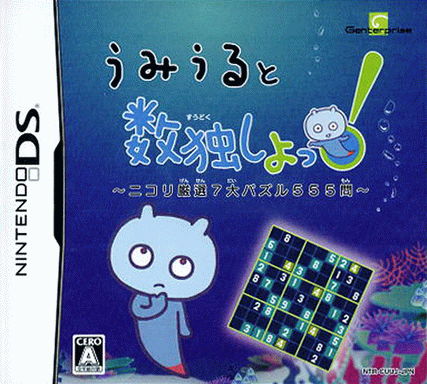 NINTENDO DS
Genterprise
うみうると
すうどく
数独しよっ!
げん せん だい もん
～ニコリ厳選7大パズル555問～
CERO
A